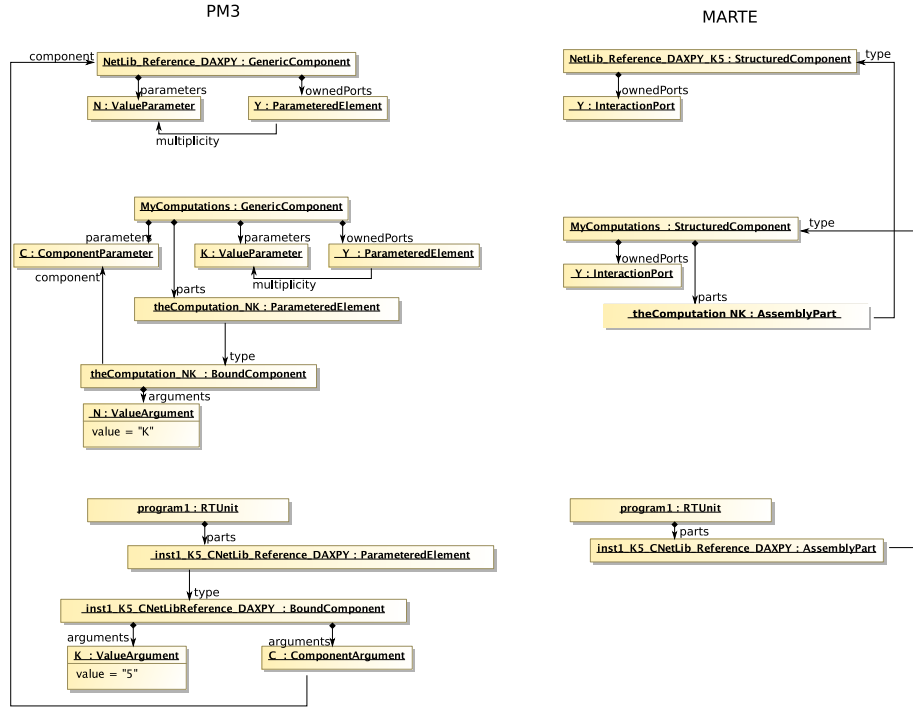 PM3
MARTE
component
NetLib_Reference_DAXPY : GenericComponent
parameters
ownedPorts
N : ValueParameter
Y : ParameteredElement
multiplicity
MyComputations : GenericComponent
parameters
parameters
ownedPorts
C : ComponentParameter
K : ValueParameter
Y : ParameteredElement
component
multiplicity
parts
theComputation_NK : ParameteredElement
type
theComputation_NK : BoundComponent
arguments
N : ValueArgument
value = "K"
program1 : RTUnit
parts
inst1_K5_CNetLib_Reference_DAXPY : ParameteredElement
type
inst1_K5_CNetLibReference_DAXPY : BoundComponent
arguments
arguments
K : ValueArgument
value = "5"
C : ComponentArgument
NetLib_Reference_DAXPY_K5 : StructuredComponent
type
ownedPorts
Y : InteractionPort
MyComputations : StructuredComponent
type
ownedPorts
Y : InteractionPort
parts
theComputation_NK : AssemblyPart
program1 : RTUnit
parts
inst1_K5_CNetLib_Reference_DAXPY : AssemblyPart